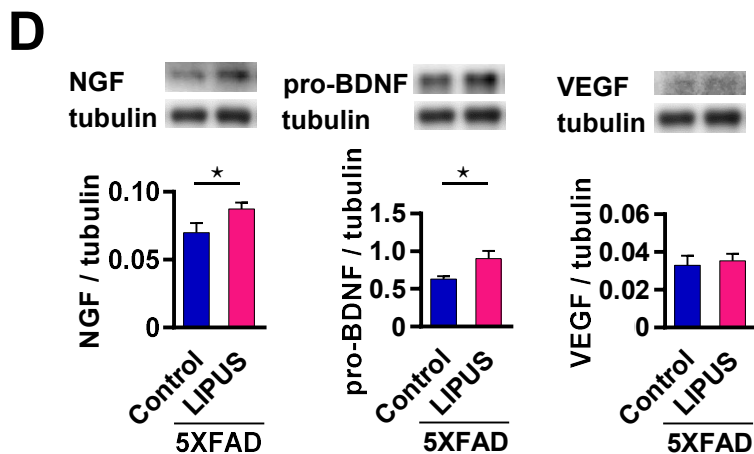 D
NGF
tubulin
NGF / tubulin
0.10
0.05
0
★
Control
LIPUS
5XFAD
pro-BDNF
tubulin
pro-BDNF / tubulin
1.5
1.0
0.5
0
★
Control
LIPUS
5XFAD
VEGF
tubulin
VEGF / tubulin
0.06
0.04
0.02
0
Control
LIPUS
5XFAD